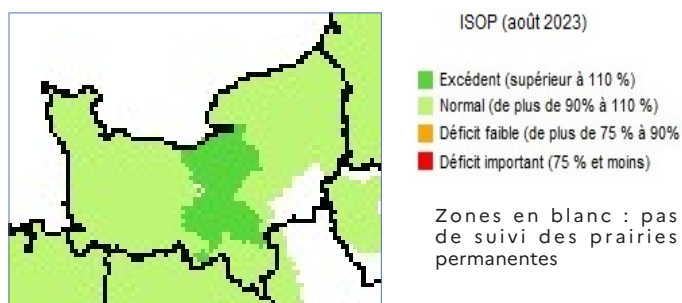 ISOP (août 2023)
Excédent (supérieur à 110 %)
Normal (de plus de 90% à 110 %)
Déficit faible (de plus de 75 % à 90%
Déficit important (75 % et moins)
Zones en blanc : pas
de suivi des prairies
permanentes